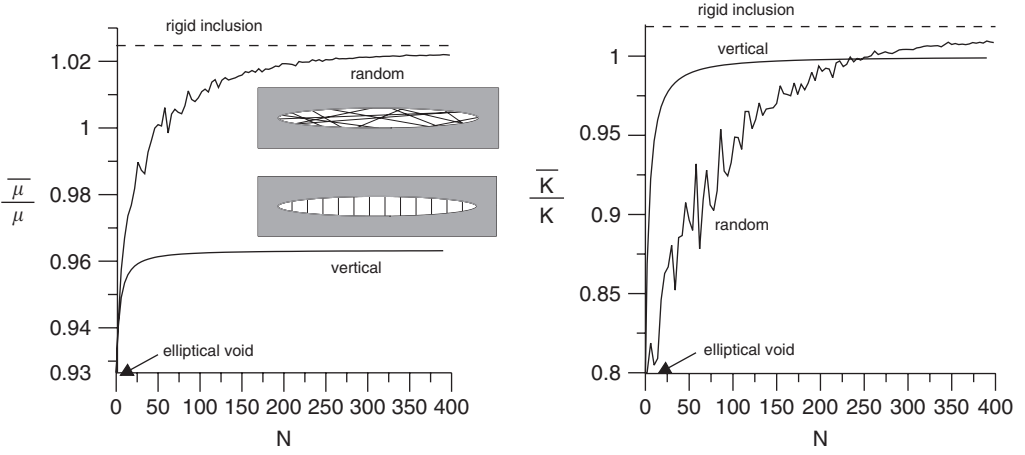 rigid inclusion
1.02
random
1
0.98
μ̅
μ
0.96
vertical
0.94
elliptical void
0.93
0 50 100 150 200 250 300 350 400
N
rigid inclusion
1
vertical
0.95
K̅
K
0.9
random
0.85
elliptical void
0.8
0 50 100 150 200 250 300 350 400
N